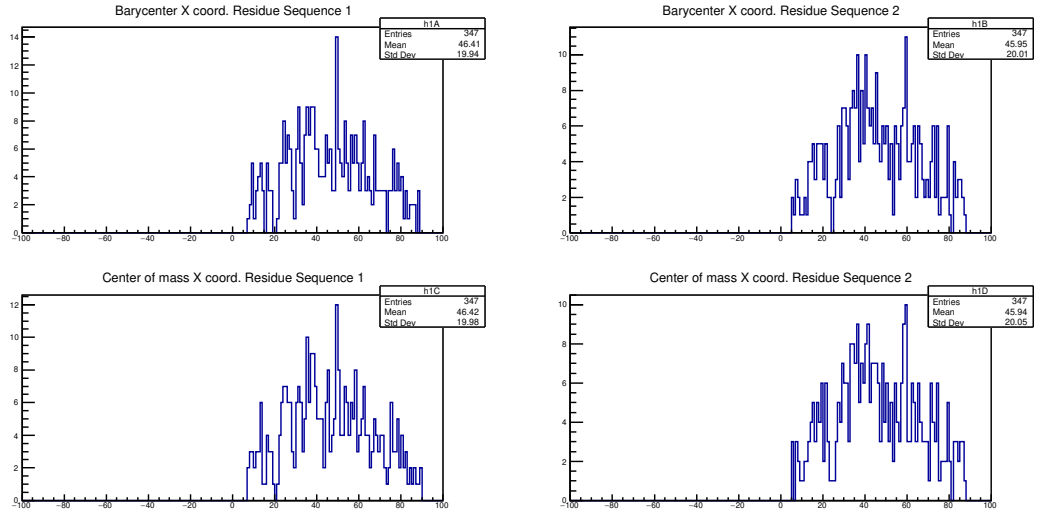 Barycenter X coord. Residue Sequence 1
h1A
Entries 347
Mean 46.41
Std Dev 19.94
14
12
10
8
6
4
2
0
−100 −80 −60 −40 −20 0 20 40 60 80 100
Barycenter X coord. Residue Sequence 2
h1B
Entries 347
Mean 45.95
Std Dev 20.01
10
8
6
4
2
0
−100 −80 −60 −40 −20 0 20 40 60 80 100
Center of mass X coord. Residue Sequence 1
h1C
Entries 347
Mean 46.42
Std Dev 19.98
12
10
8
6
4
2
0
−100 −80 −60 −40 −20 0 20 40 60 80 100
Center of mass X coord. Residue Sequence 2
h1D
Entries 347
Mean 45.94
Std Dev 20.05
10
8
6
4
2
0
−100 −80 −60 −40 −20 0 20 40 60 80 100